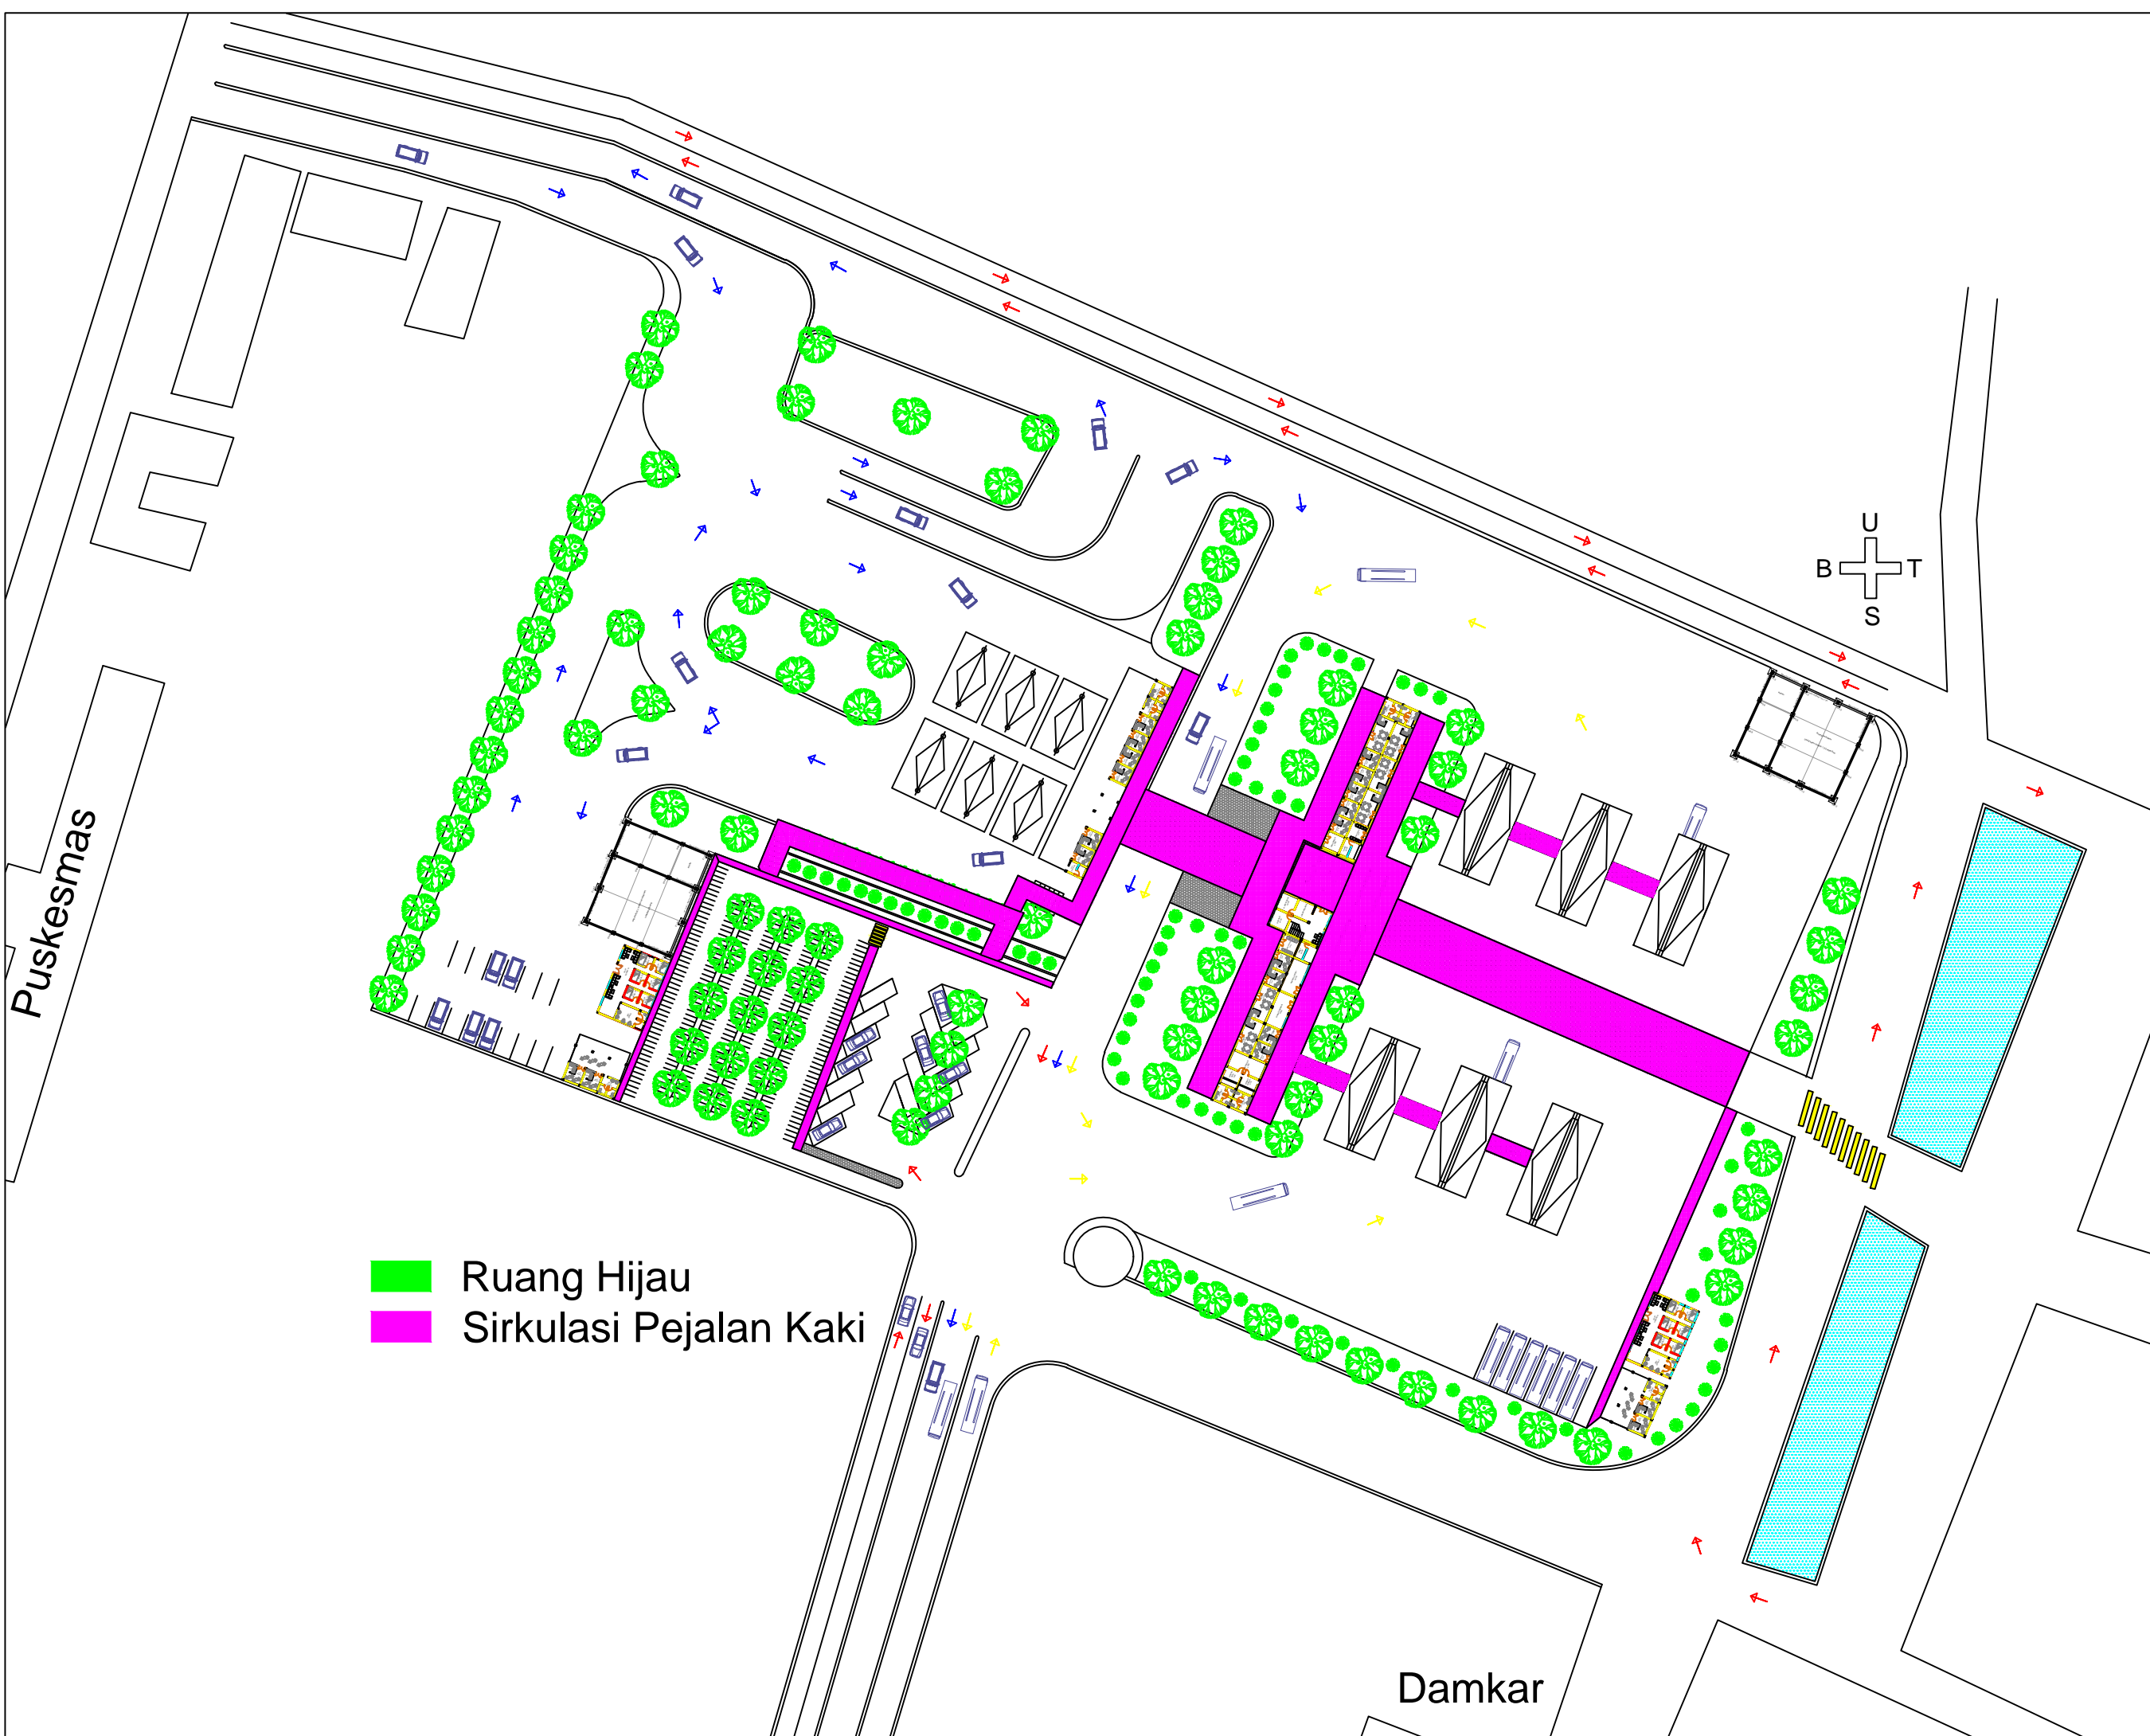 U
B T
S
Puskesmas
Ruang Hijau
Sirkulasi Pejalan Kaki
Damkar